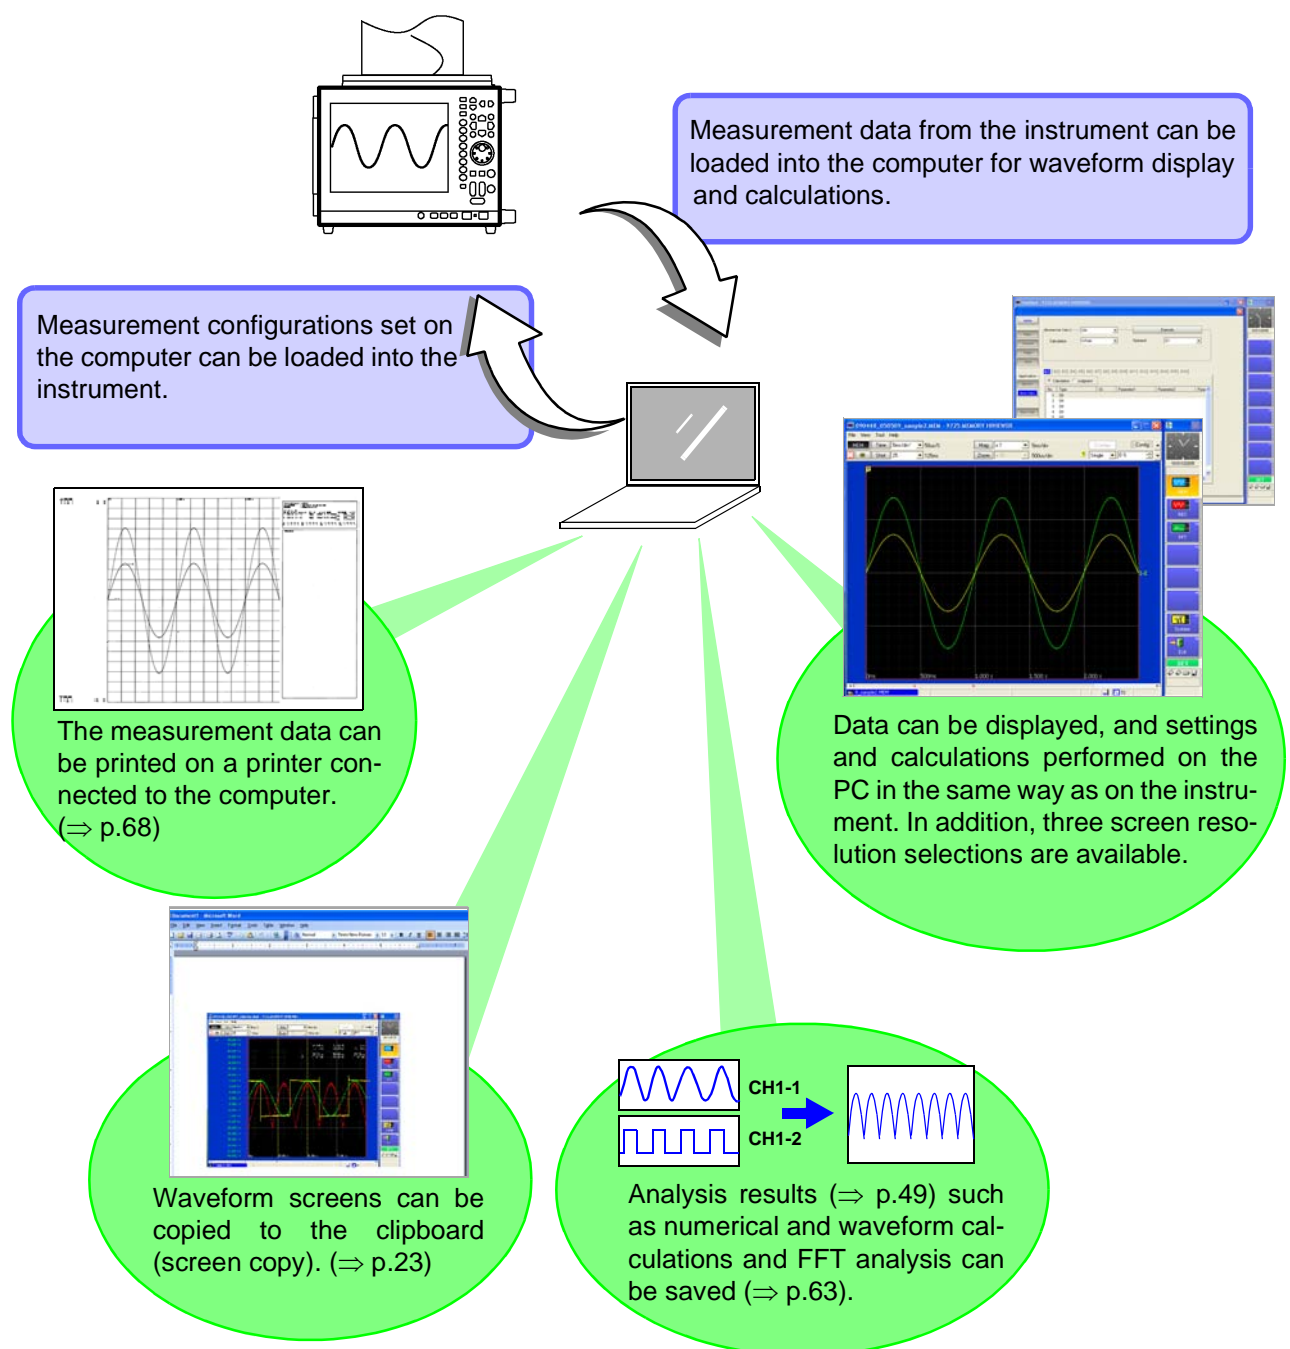 Measurement data from the instrument can be
loaded into the computer for waveform display
and calculations.
Measurement configurations set on
the computer can be loaded into the
instrument.
File View Tool Help
The measurement data can
be printed on a printer con-
nected to the computer.
(⇒ p.68)
Data can be displayed, and settings
and calculations performed on the
PC in the same way as on the instru-
ment. In addition, three screen reso-
lution selections are available.
Waveform screens can be
copied to the clipboard
(screen copy). (⇒ p.23)
CH1-1
CH1-2
Analysis results (⇒ p.49) such
as numerical and waveform cal-
culations and FFT analysis can
be saved (⇒ p.63).